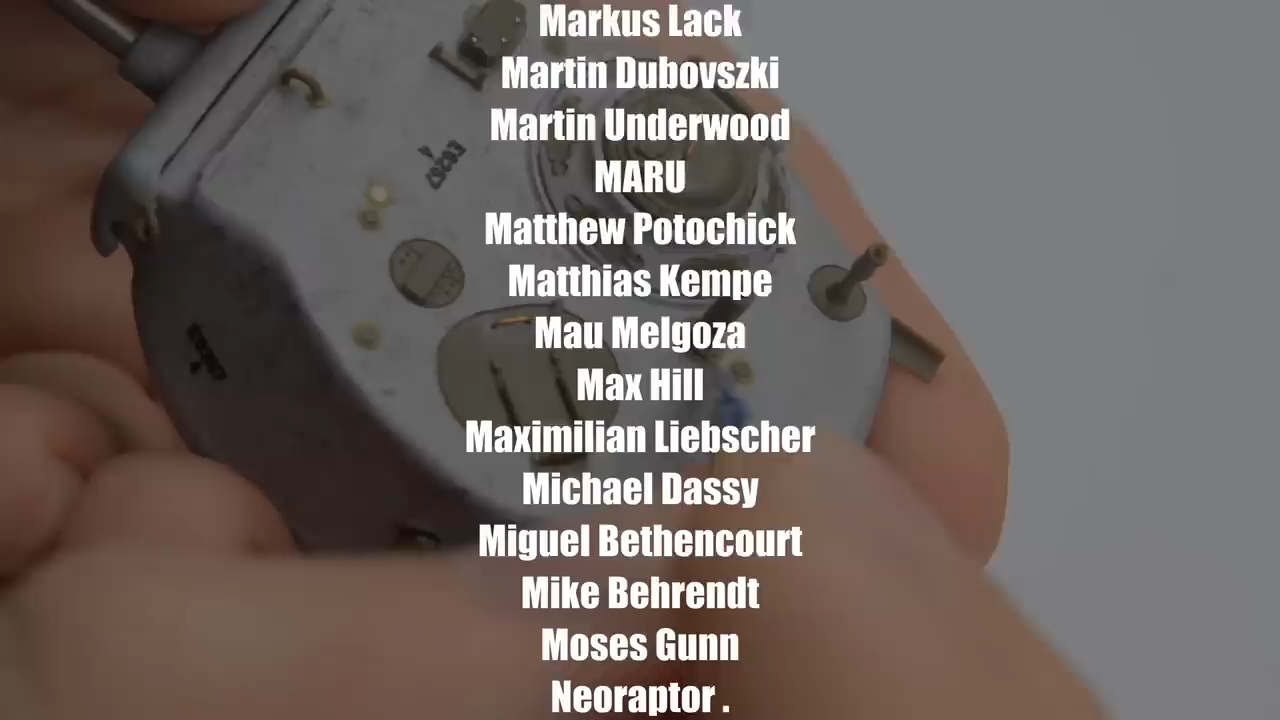 Markus Lack
Martin Dubovszki
Martin Underwood
MARU
Matthew Potochick
Matthias Kempe
Mau Melgoza
Max Hill
Maximilian Liebscher
Michael Dassy
Miguel Bethencourt
Mike Behrendt
Moses Gunn
Neoraptor .